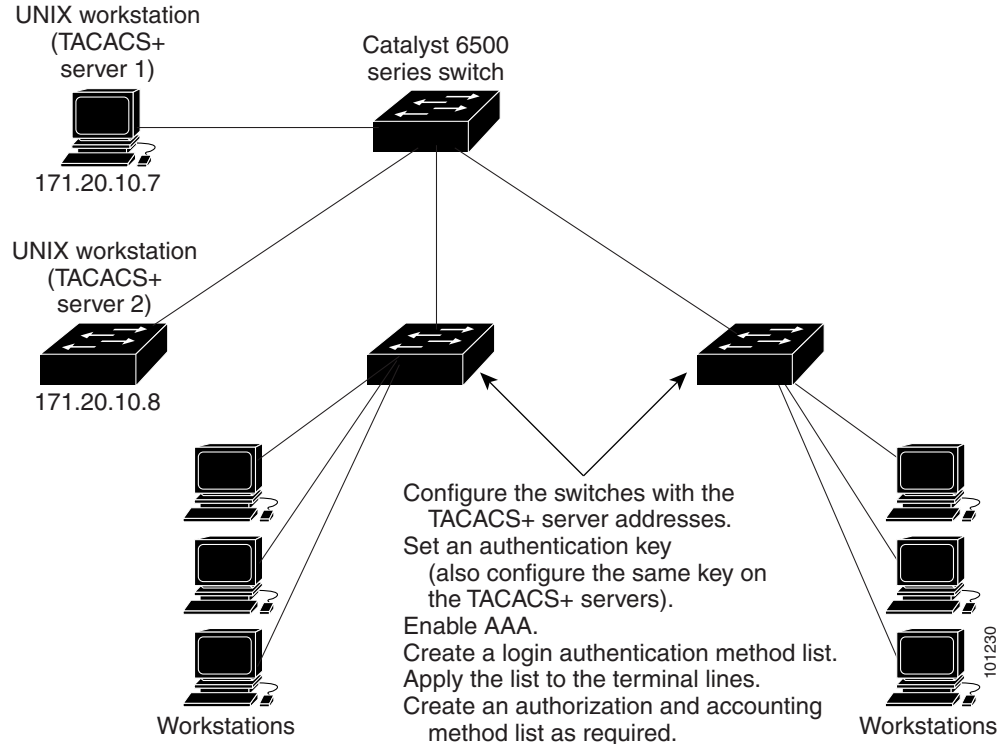 UNIX workstation
(TACACS+
server 1)
Catalyst 6500
series switch
171.20.10.7
UNIX workstation
(TACACS+
server 2)
171.20.10.8
Configure the switches with the
TACACS+ server addresses.
Set an authentication key
(also configure the same key on
the TACACS+ servers).
Enable AAA.
Create a login authentication method list.
Apply the list to the terminal lines.
Create an authorization and accounting
method list as required.
Workstations
Workstations
101230